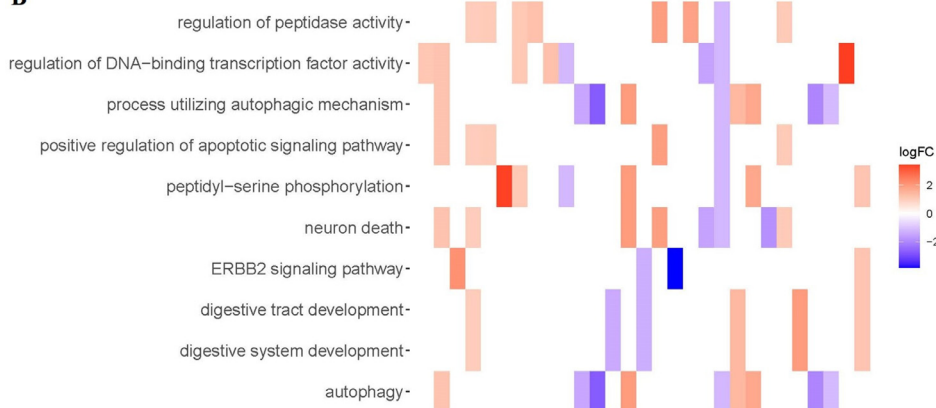 B
regulation of peptidase activity
regulation of DNA−binding transcription factor activity
process utilizing autophagic mechanism
positive regulation of apoptotic signaling pathway
peptidyl−serine phosphorylation
neuron death
ERBB2 signaling pathway
digestive tract development
digestive system development
autophagy
logFC
2
0
−2